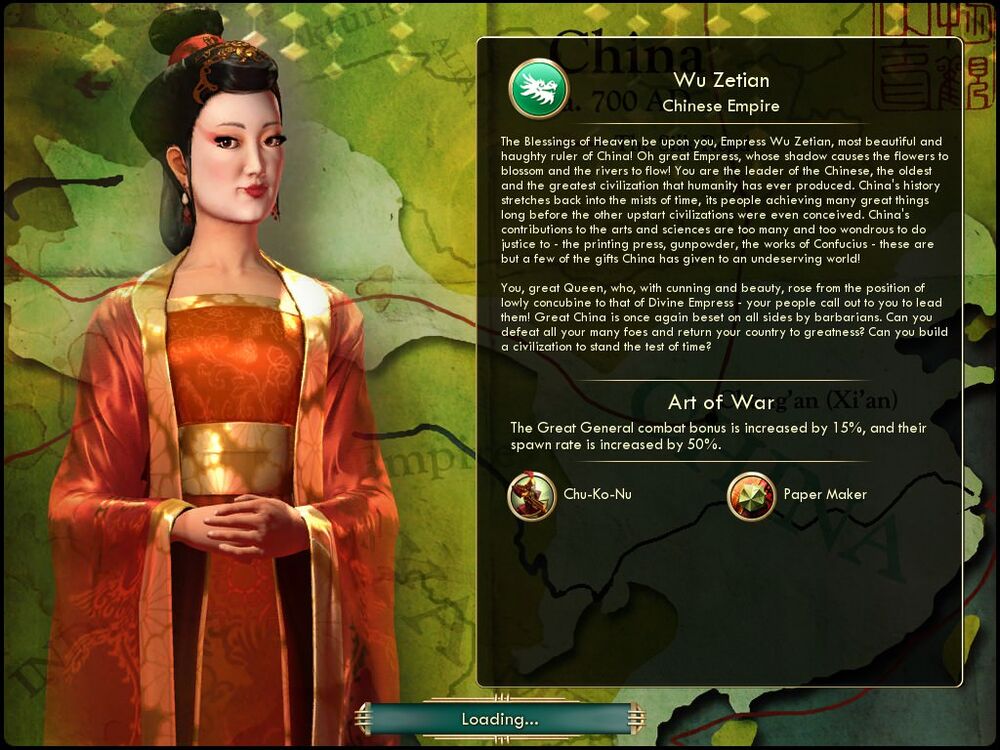 China
c. 700 AD
Wu Zetian
Chinese Empire
The Blessings of Heaven be upon you, Empress Wu Zetian, most beautiful and
haughty ruler of China! Oh great Empress, whose shadow causes the flowers to
blossom and the rivers to flow! You are the leader of the Chinese, the oldest
and the greatest civilization that humanity has ever produced. China's history
stretches back into the mists of time, its people achieving many great things
long before the other upstart civilizations were even conceived. China's
contributions to the arts and sciences are too many and too wondrous to do
justice to - the printing press, gunpowder, the works of Confucius - these are
but a few of the gifts China has given to an undeserving world!
You, great Queen, who, with cunning and beauty, rose from the position of
lowly concubine to that of Divine Empress - your people call out to you to lead
them! Great China is once again beset on all sides by barbarians. Can you
defeat all your many foes and return your country to greatness? Can you build
a civilization to stand the test of time?
Art of War
(Xi'an)
The Great General combat bonus is increased by 15%, and their
spawn rate is increased by 50%.
Chu-Ko-Nu
Paper Maker
CHINA
Loading...